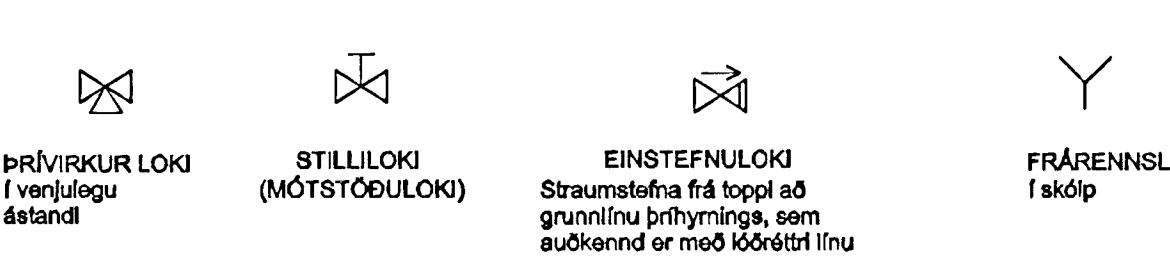 ÞRÍVIRKUR LOKI
í venjulegu
ástandi
STILLILOKI
(MÓTSTÖÐULOKI)
EINSTEFNULOKI
Straumstefna frá toppi að
grunnlínu þríhyrnings, sem
auðkennd er með lóðréttri línu
FRÁRENNSL
í skólp